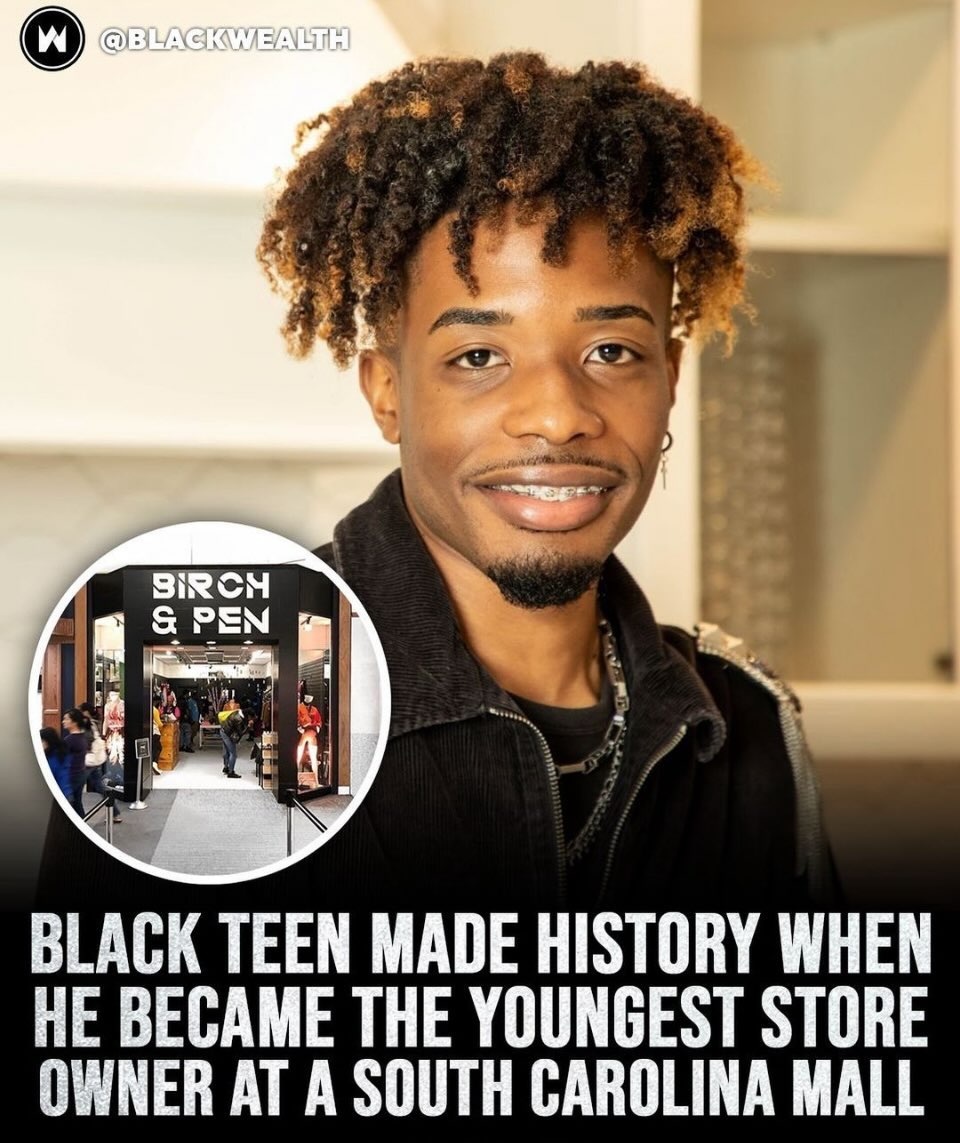 W @BLACKWEALTH
BIRCH
& PEN
BLACK TEEN MADE HISTORY WHEN
HE BECAME THE YOUNGEST STORE
OWNER AT A SOUTH CAROLINA MALL